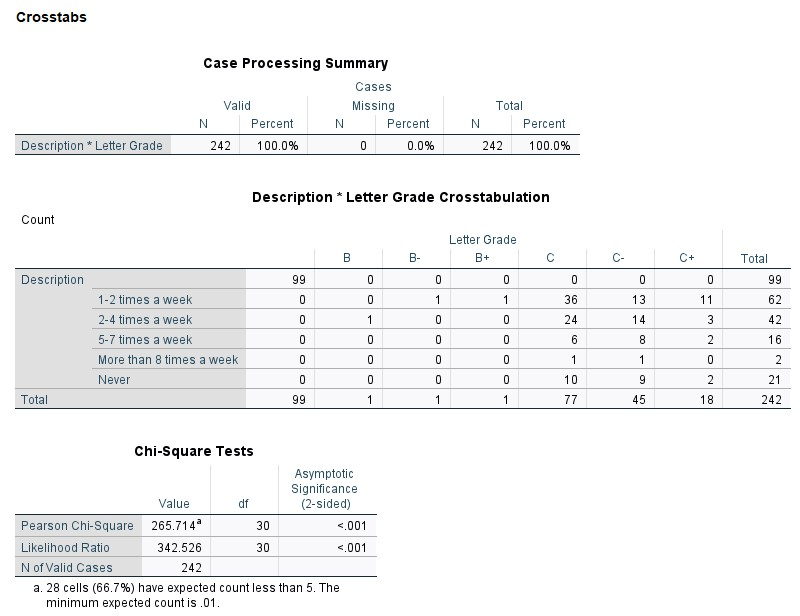 Crosstabs
Case Processing Summary
Cases
Valid Missing Total
N Percent N Percent N Percent
Description * Letter Grade 242 100.0% 0 0.0% 242 100.0%
Description * Letter Grade Crosstabulation
Count
Letter Grade
B B- B+ C C- C+ Total
Description 99 0 0 0 0 0 0 99
1-2 times a week 0 0 1 1 36 13 11 62
2-4 times a week 0 1 0 0 24 14 3 42
5-7 times a week 0 0 0 0 6 8 2 16
More than 8 times a week 0 0 0 0 1 1 0 2
Never 0 0 0 0 10 9 2 21
Total 99 1 1 1 77 45 18 242
Chi-Square Tests
Asymptotic
Significance
Value df (2-sided)
Pearson Chi-Square 265.714a 30 <.001
Likelihood Ratio 342.526 30 <.001
N of Valid Cases 242
a. 28 cells (66.7%) have expected count less than 5. The
minimum expected count is .01.